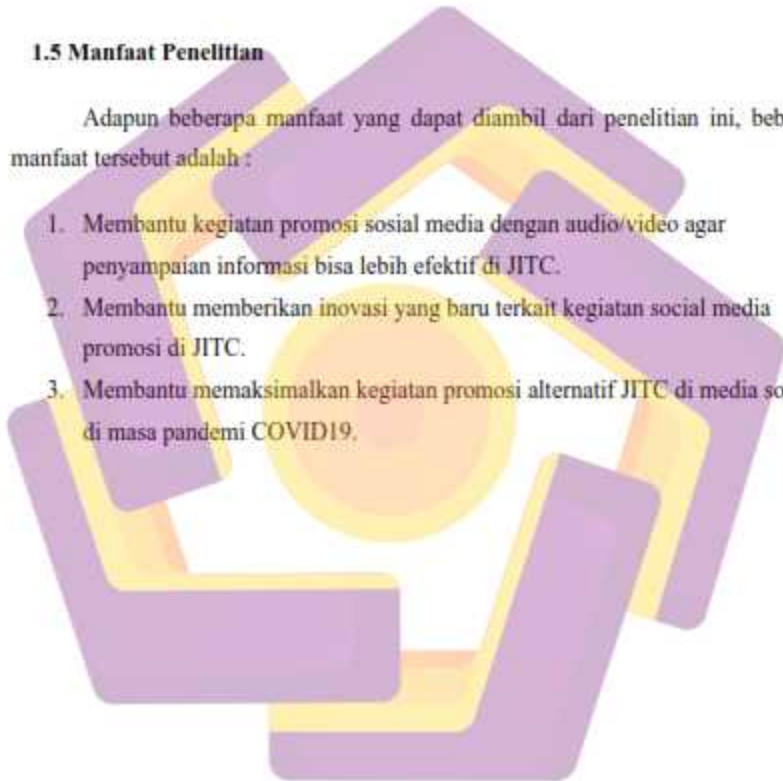 1.5 Manfaat Penelitian
Adapun beberapa manfaat yang dapat diambil dari penelitian ini, beb
manfaat tersebut adalah :
1. Membantu kegiatan promosi sosial media dengan audio/video agar
penyampaian informasi bisa lebih efektif di JITC.
2. Membantu memberikan inovasi yang baru terkait kegiatan social media
promosi di JITC.
3. Membantu memaksimalkan kegiatan promosi alternatif JITC di media so
di masa pandemi COVID19.